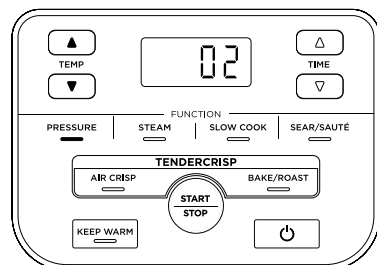 02
TEMP TIME
FUNCTION
PRESSURE STEAM SLOW COOK SEAR/SAUTÉ
TENDERCRISP
AIR CRISP BAKE/ROAST
START
STOP
KEEP WARM